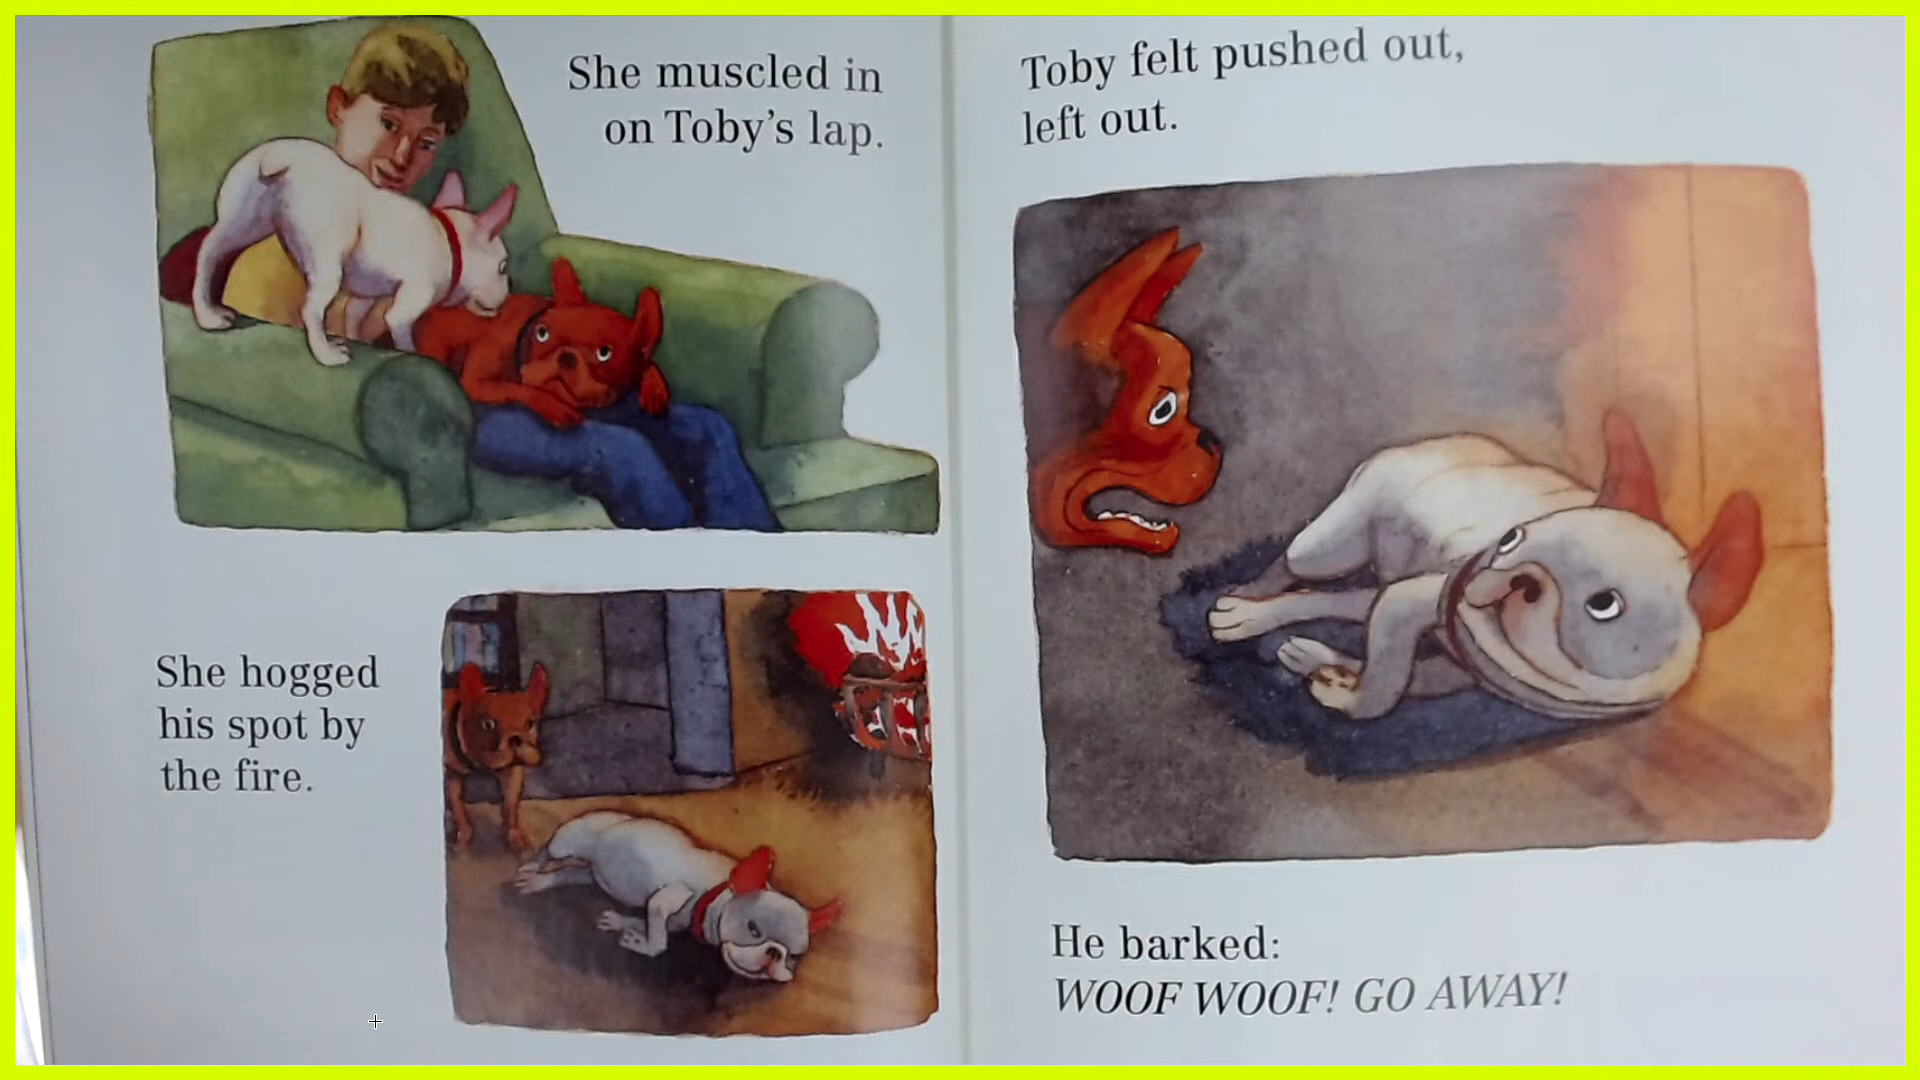 She muscled in
on Toby's lap.
She hogged
his spot by
the fire.
Toby felt pushed out,
left out.
He barked:
WOOF WOOF! GO AWAY!